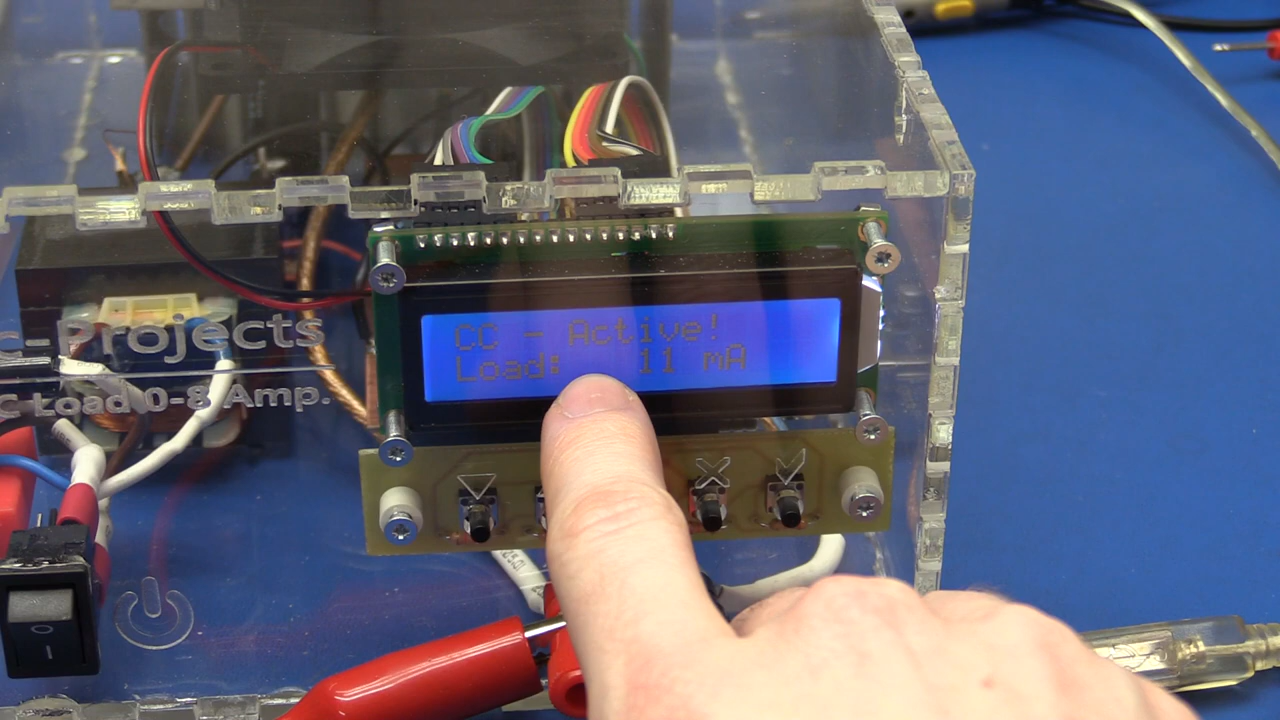 CC - Active!
Load: 11 mA
c-Projects
C Load 0-8 Amp.
O
I